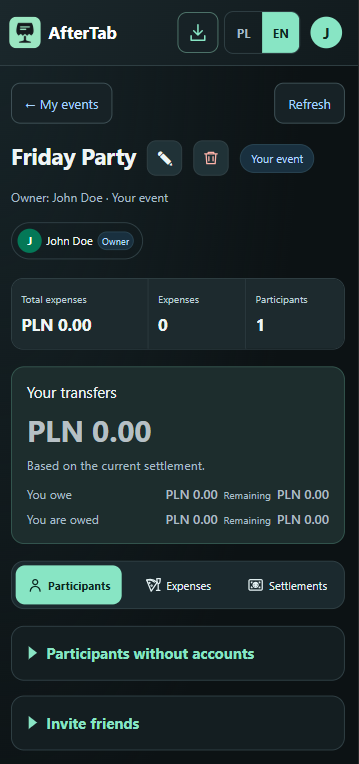 AfterTab
PL EN J
← My events Refresh
Friday Party Your event
Owner: John Doe · Your event
J John Doe Owner
Total expenses Expenses Participants
PLN 0.00 0 1
Your transfers
PLN 0.00
Based on the current settlement.
You owe PLN 0.00 Remaining PLN 0.00
You are owed PLN 0.00 Remaining PLN 0.00
Participants Expenses Settlements
Participants without accounts
Invite friends